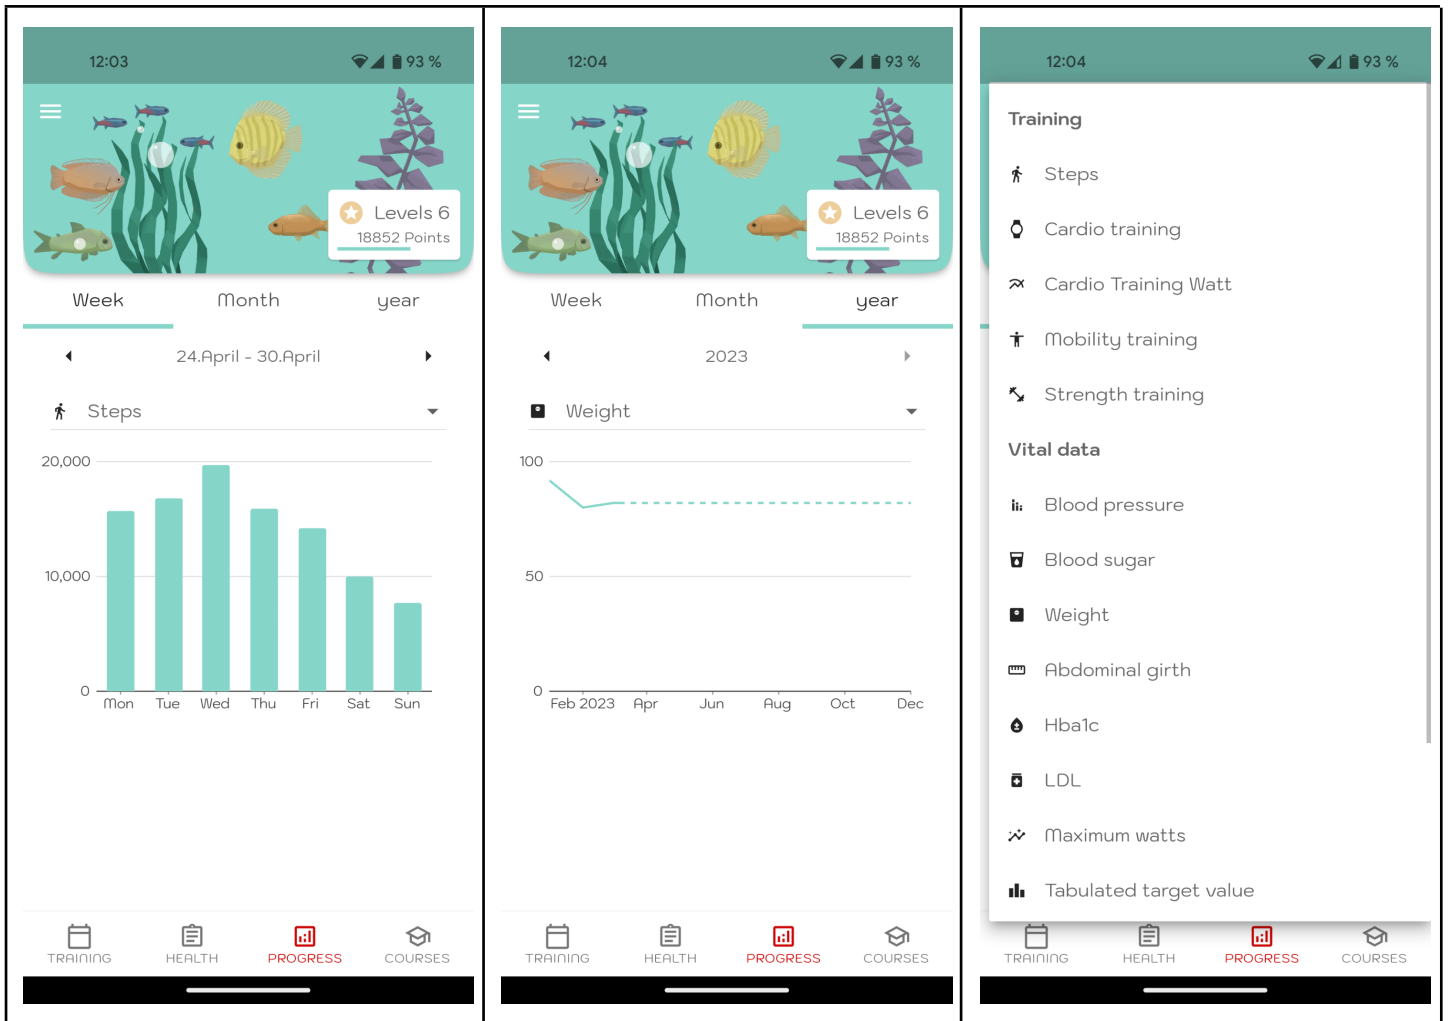 12:03 93 %
Levels 6
18852 Points
Week Month year
24.April - 30.April
Steps
20,000
10,000
0
Mon Tue Wed Thu Fri Sat Sun
TRAINING HEALTH PROGRESS COURSES
12:04 93 %
Levels 6
18852 Points
Week Month year
2023
Weight
100
50
0
Feb 2023 Apr Jun Aug Oct Dec
TRAINING HEALTH PROGRESS COURSES
12:04 93 %
Training
Steps
Cardio training
Cardio Training Watt
Mobility training
Strength training
Vital data
Blood pressure
Blood sugar
Weight
Abdominal girth
Hba1c
LDL
Maximum watts
Tabulated target value
TRAINING HEALTH PROGRESS COURSES